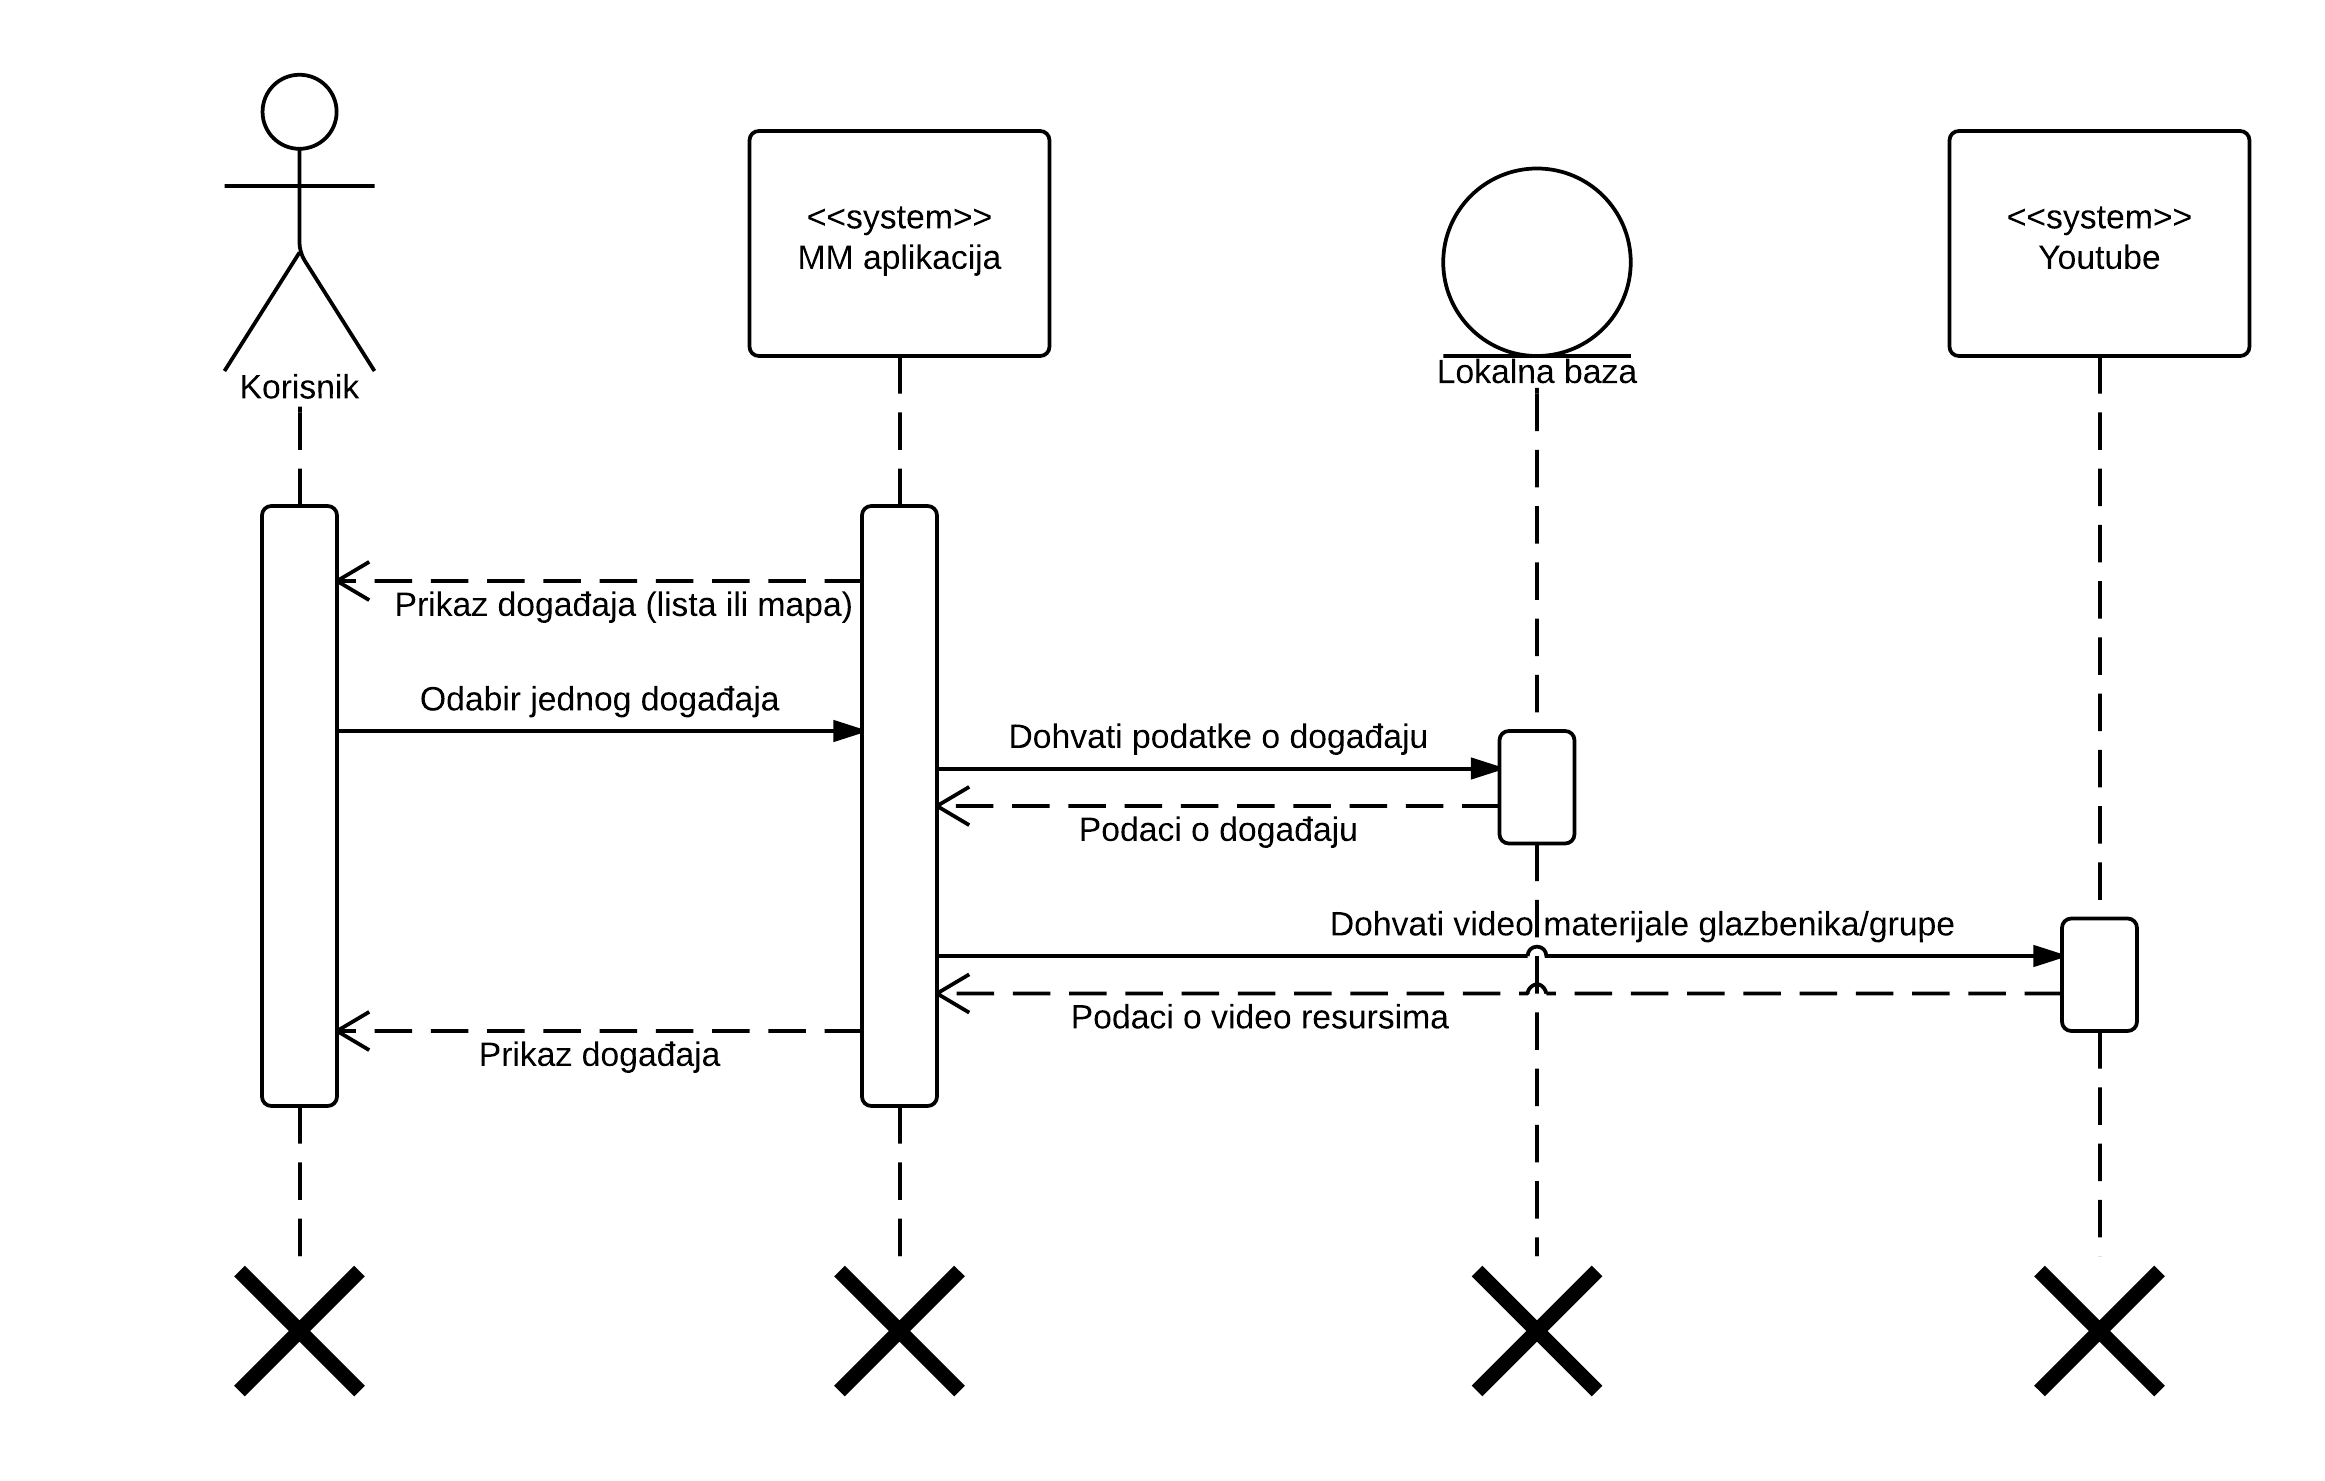 <<system>>
MM aplikacija
<<system>>
Youtube
Lokalna baza
Korisnik
Prikaz događaja (lista ili mapa)
Odabir jednog događaja
Dohvati podatke o događaju
Podaci o događaju
Dohvati video materijale glazbenika/grupe
Podaci o video resursima
Prikaz događaja